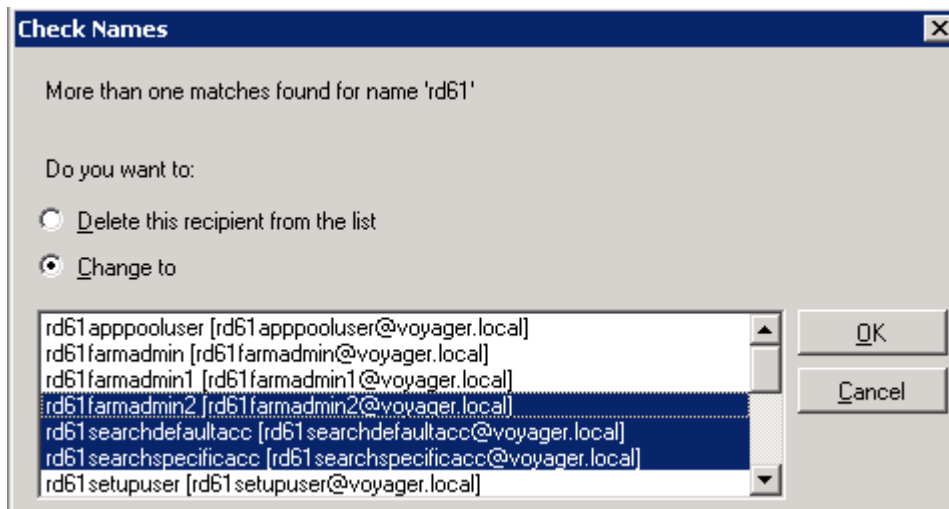 Check Names
More than one matches found for name 'rd61'
Do you want to:
Delete this recipient from the list
Change to
rd61apppooluser [rd61apppooluser@voyager.local]
rd61farmadmin [rd61farmadmin@voyager.local]
rd61farmadmin1 [rd61farmadmin1@voyager.local]
rd61farmadmin2 [rd61farmadmin2@voyager.local]
rd61searchdefaultacc [rd61searchdefaultacc@voyager.local]
rd61searchspecificacc [rd61searchspecificacc@voyager.local]
rd61setupuser [rd61setupuser@voyager.local]
OK
Cancel